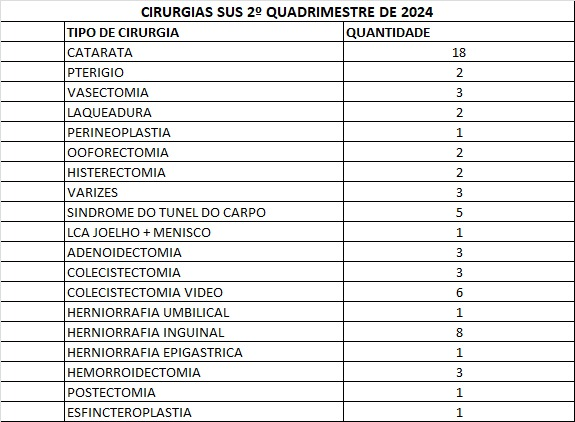 CIRURGIAS SUS 2º QUADRIMESTRE DE 2024
TIPO DE CIRURGIA QUANTIDADE
CATARATA 18
PTERIGIO 2
VASECTOMIA 3
LAQUEADURA 2
PERINEOPLASTIA 1
OOFORECTOMIA 2
HISTERECTOMIA 2
VARIZES 3
SINDROME DO TUNEL DO CARPO 5
LCA JOELHO + MENISCO 1
ADENOIDECTOMIA 3
COLECISTECTOMIA 3
COLECISTECTOMIA VIDEO 6
HERNIORRAFIA UMBILICAL 1
HERNIORRAFIA INGUINAL 8
HERNIORRAFIA EPIGASTRICA 1
HEMORROIDECTOMIA 3
POSTECTOMIA 1
ESFINCTEROPLASTIA 1